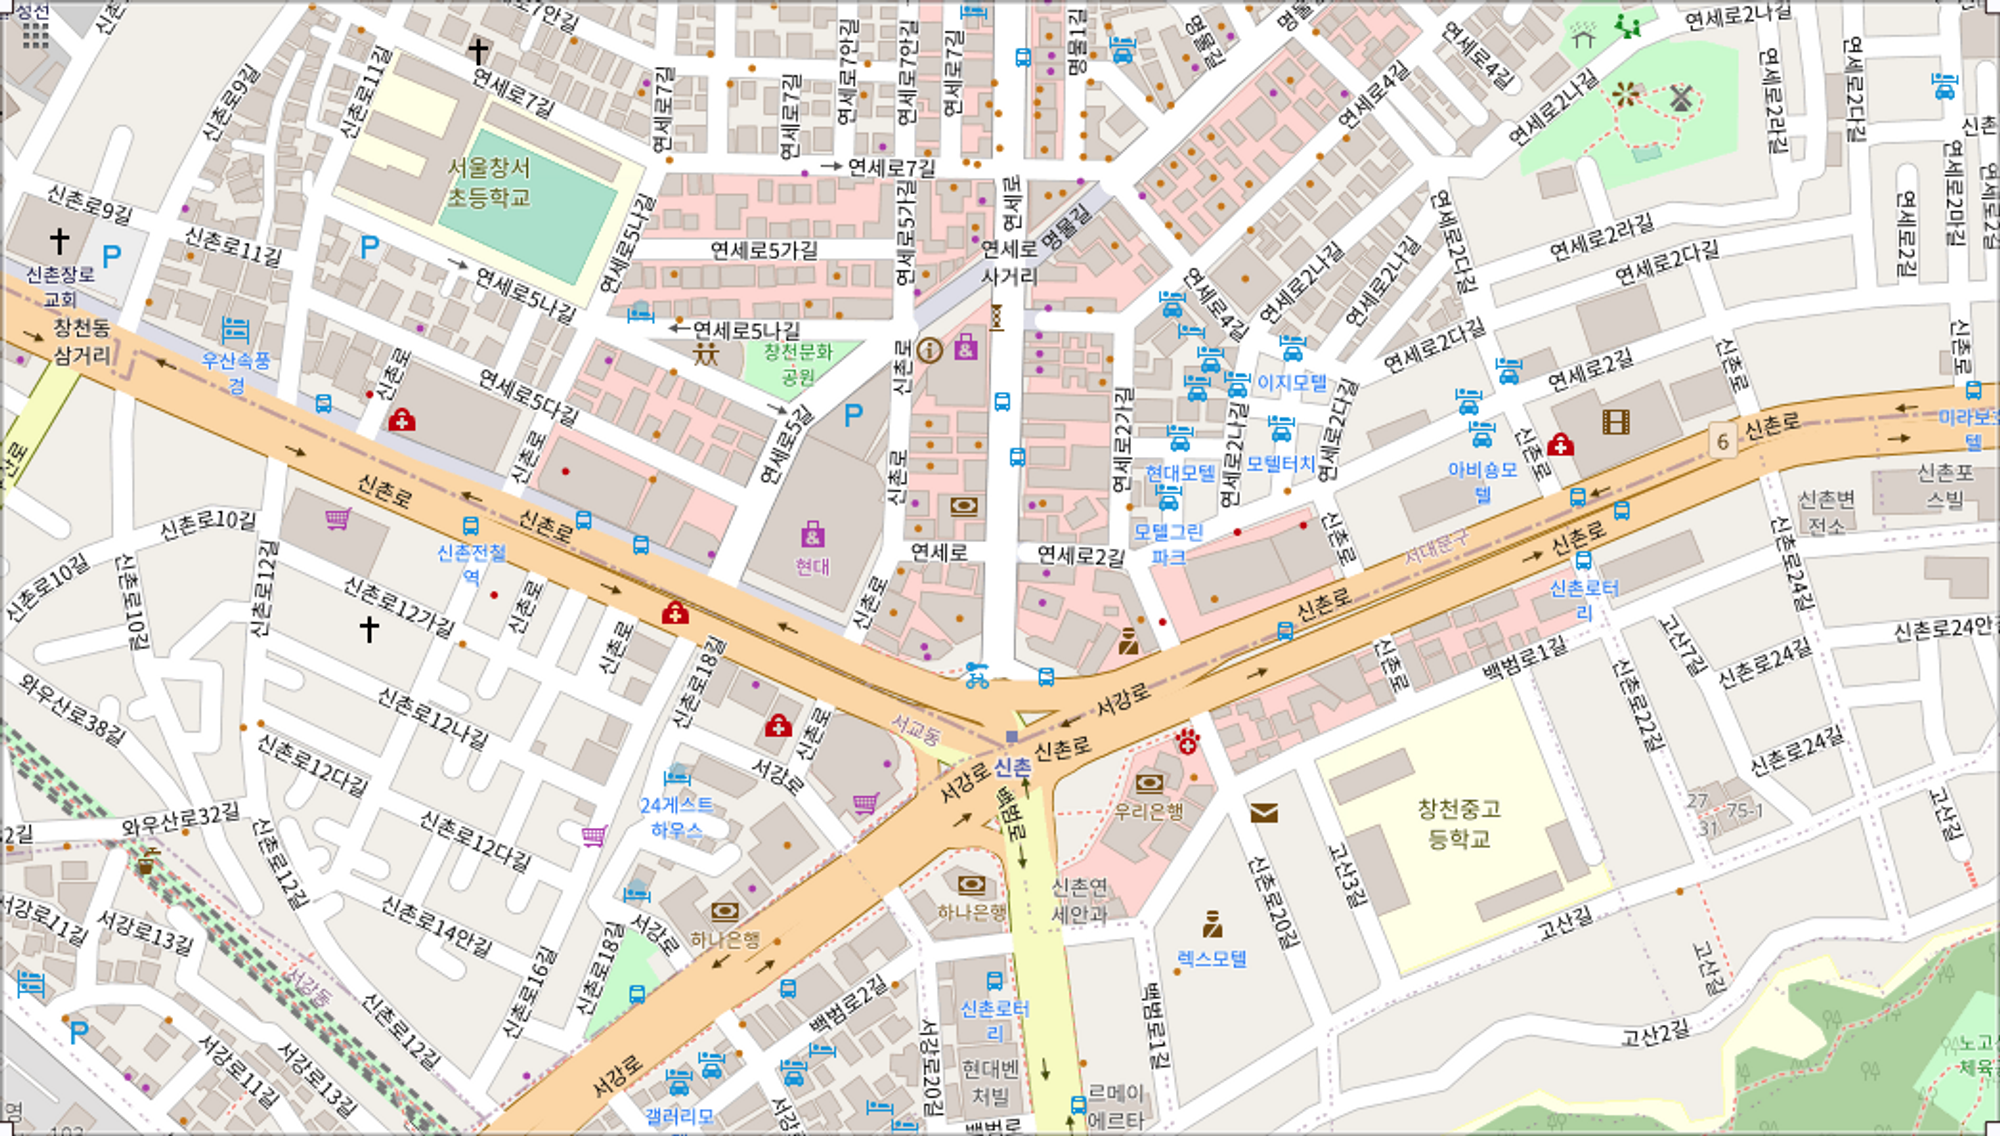 성선
신촌
연세로7안길
연세로7안길
연세로7안길
연세로7길
명물1길
명물길
명물
연세로4길
연세로2나길
신촌로9길
신촌로11길
연세로7길
연세로7길
연세로7길
연세로4길
연세로2나길
연세로2라길
연세로2다길
서울창서
초등학교
→연세로7길
연세로
신촌로9길
신촌로11길
연세로5나길
연세로5가길
연세로5가길
연세로
사거리
명물길
연세로2다길
연세로2라길
연세로2다길
연세로2길
연세로2마길
신촌장로
교회
P
P
연세로5나길
연세로4길
연세로2나길
연세로2나길
창천동
삼거리
우산속풍
경
←연세로5나길
창천문화
공원
신촌로
신촌로
연세로5다길
연세로5길
P
이지모텔
연세로2다길
연세로2길
신촌로
신촌로
6
신촌로
미라보호
텔
신촌로
신촌로
신촌로
신촌로
연세로2가길
연세로2나길
연세로2다길
현대모텔
모텔터치
아비숑모
텔
신촌로
신촌변
전소
신촌포
스빌
신촌로10길
신촌전철
역
현대
연세로
연세로2길
모텔그린
파크
신촌로
서대문구
신촌로
신촌로10길
신촌로10길
신촌로12길
신촌로12가길
신촌로
신촌로
신촌로
신촌로
신촌로터
리
신촌로24길
신촌로24안길
와우산로38길
신촌로12나길
신촌로18길
신촌로
서교동
서강로
신촌로
신촌로
백범로1길
고산7길
신촌로24길
신촌로22길
신촌로24길
신촌로12다길
서강로
서강로
신촌
백범로
24게스트
하우스
우리은행
창천중고
등학교
27
31
75-1
고산길
2길
와우산로32길
신촌로12길
신촌로12다길
신촌로14안길
서강로
하나은행
하나은행
신촌연
세안과
신촌로20길
고산3길
고산길
고산길
서강로11길
서강로13길
서강동
신촌로16길
신촌로18길
렉스모텔
백범로1길
P
신촌로12길
서강로11길
서강로13길
서강로
백범로2길
서강로20길
신촌로터
리
현대벤
처빌
르메이
에르타
고산2길
노고산
체육
갤러리모
서강로
백범로
영
103